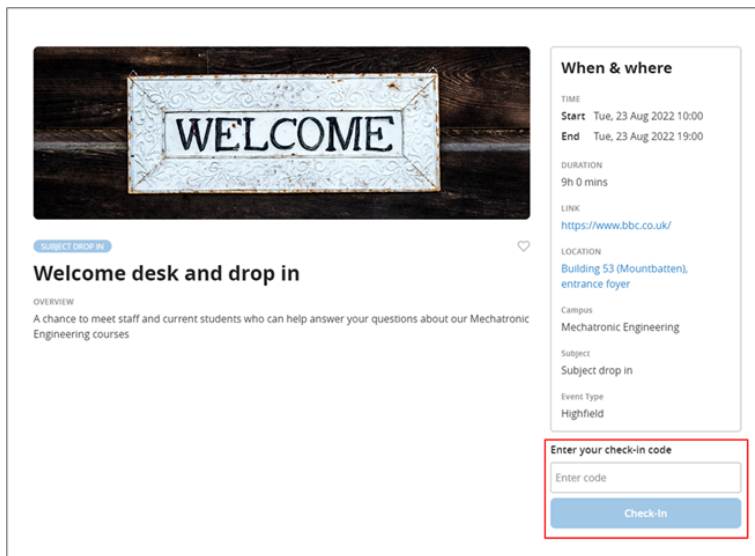 WELCOME
SUBJECT DROP IN
Welcome desk and drop in
OVERVIEW
A chance to meet staff and current students who can help answer your questions about our Mechatronic
Engineering courses
When & where
TIME
Start Tue, 23 Aug 2022 10:00
End Tue, 23 Aug 2022 19:00
DURATION
9h 0 mins
LINK
https://www.bbc.co.uk/
LOCATION
Building 53 (Mountbatten),
entrance foyer
Campus
Mechatronic Engineering
Subject
Subject drop in
Event Type
Highfield
Enter your check-in code
Enter code
Check-In